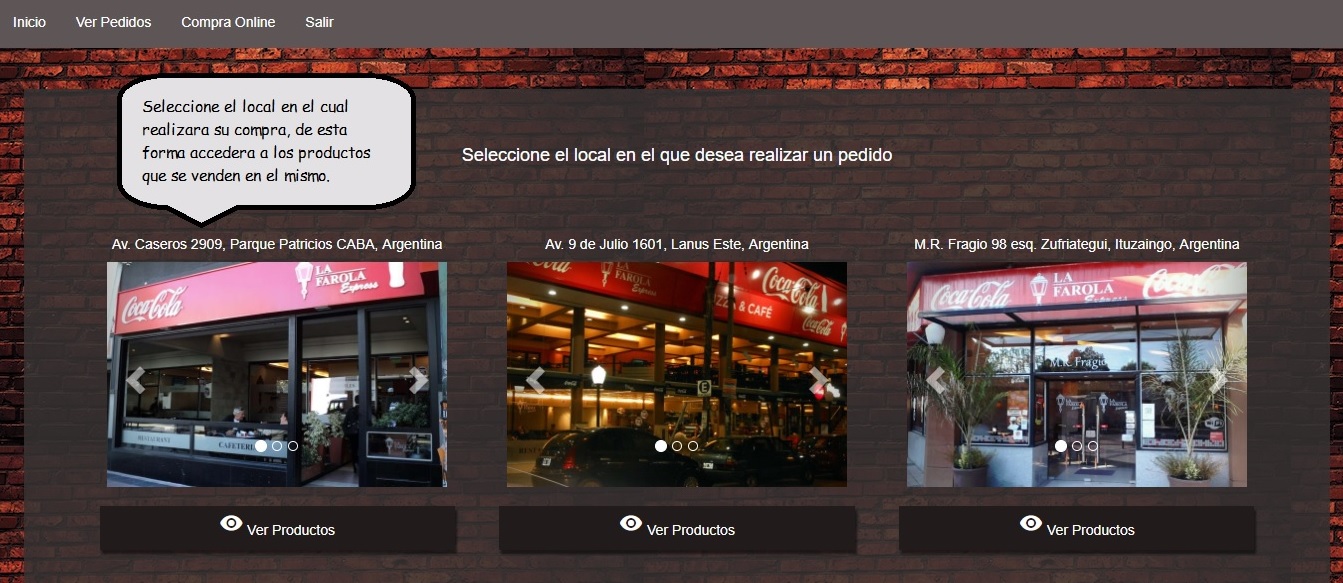 Inicio Ver Pedidos Compra Online Salir
Seleccione el local en el cual
realizara su compra, de esta
forma accedera a los productos
que se venden en el mismo.
Seleccione el local en el que desea realizar un pedido
Av. Caseros 2909, Parque Patricios CABA, Argentina
Coca-Cola
LA
FAROLA
Express
RESTAURANT
Ver Productos
Av. 9 de Julio 1601, Lanus Este, Argentina
LA
FAROLA
Express
Coca-Cola
& CAFÉ
Coca-Cola
E
Ver Productos
M.R. Fragio 98 esq. Zufriategui, Ituzaingo, Argentina
Coca-Cola
LA
FAROLA
Express
Coca-Cola
Ver Productos